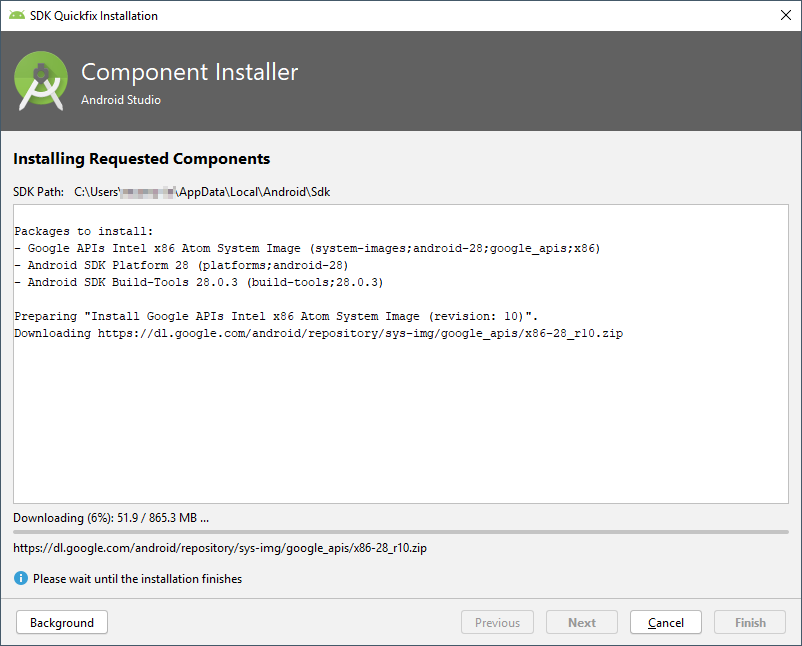 SDK Quickfix Installation
Component Installer
Android Studio
Installing Requested Components
SDK Path: C:\Users\ \AppData\Local\Android\Sdk
Packages to install:
- Google APIs Intel x86 Atom System Image (system-images;android-28;google_apis;x86)
- Android SDK Platform 28 (platforms;android-28)
- Android SDK Build-Tools 28.0.3 (build-tools;28.0.3)
Preparing "Install Google APIs Intel x86 Atom System Image (revision: 10)".
Downloading https://dl.google.com/android/repository/sys-img/google_apis/x86-28_r10.zip
Downloading (6%): 51.9 / 865.3 MB ...
https://dl.google.com/android/repository/sys-img/google_apis/x86-28_r10.zip
Please wait until the installation finishes
Background Previous Next Cancel Finish